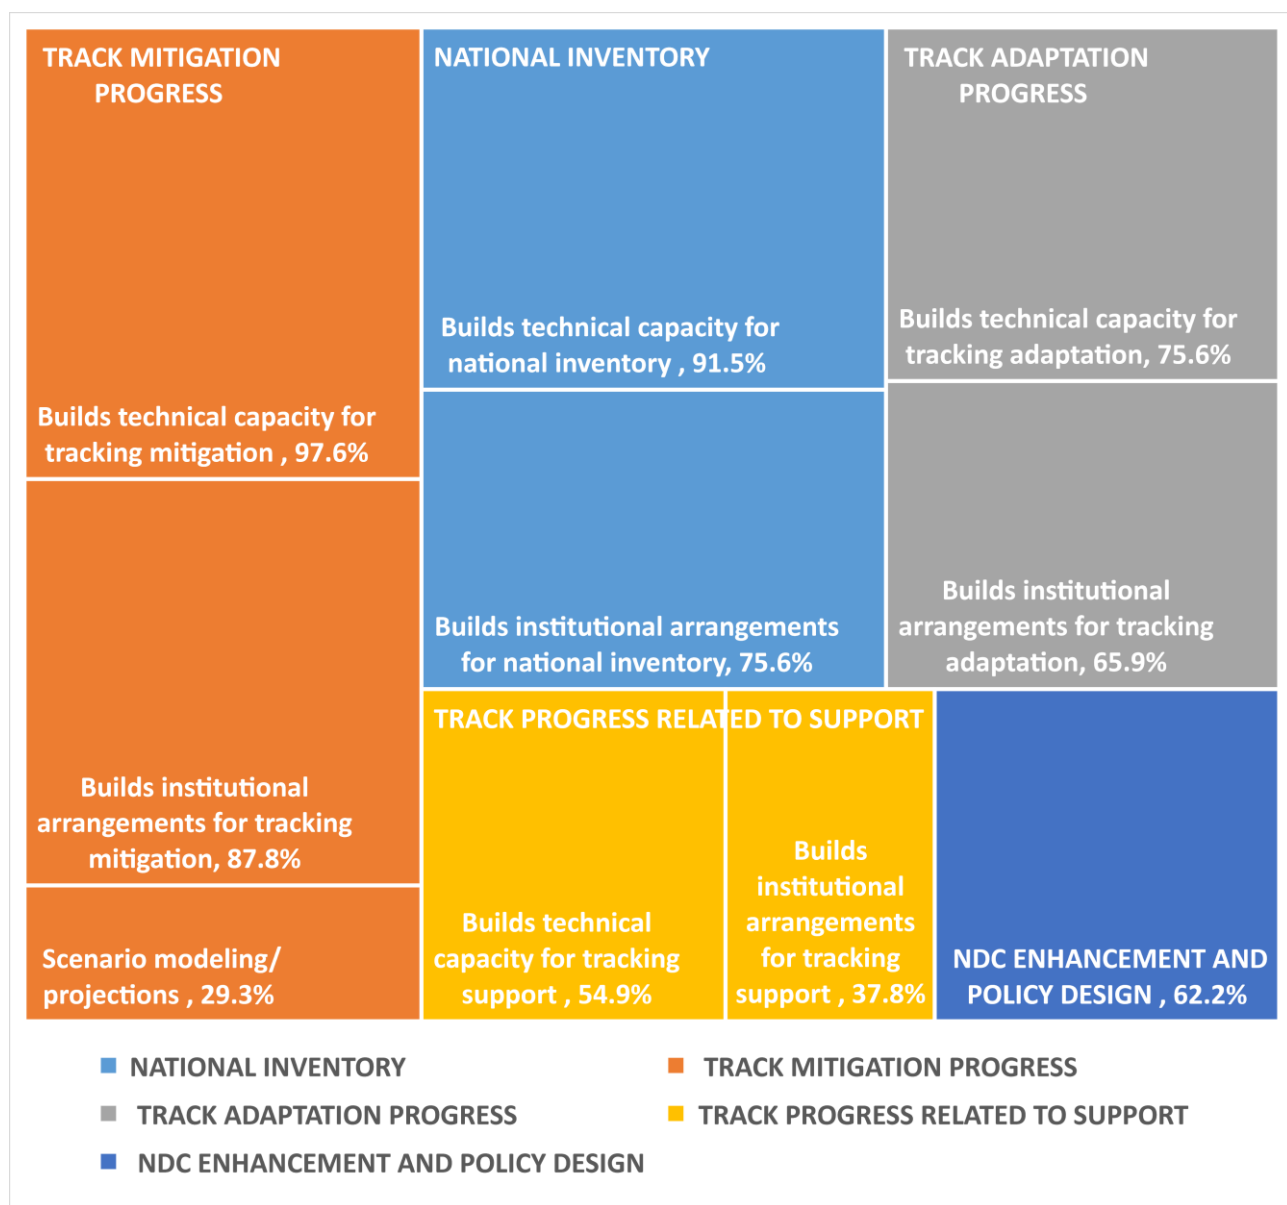 TRACK MITIGATION
PROGRESS
Builds technical capacity for
tracking mitigation , 97.6%
Builds institutional
arrangements for tracking
mitigation, 87.8%
Scenario modeling/
projections , 29.3%
NATIONAL INVENTORY
Builds technical capacity for
national inventory , 91.5%
Builds institutional arrangements
for national inventory, 75.6%
TRACK ADAPTATION
PROGRESS
Builds technical capacity for
tracking adaptation, 75.6%
Builds institutional
arrangements for tracking
adaptation, 65.9%
TRACK PROGRESS RELATED TO SUPPORT
Builds technical
capacity for tracking
support , 54.9%
Builds
institutional
arrangements
for tracking
support , 37.8%
NDC ENHANCEMENT AND
POLICY DESIGN , 62.2%
NATIONAL INVENTORY
TRACK MITIGATION PROGRESS
TRACK ADAPTATION PROGRESS
TRACK PROGRESS RELATED TO SUPPORT
NDC ENHANCEMENT AND POLICY DESIGN